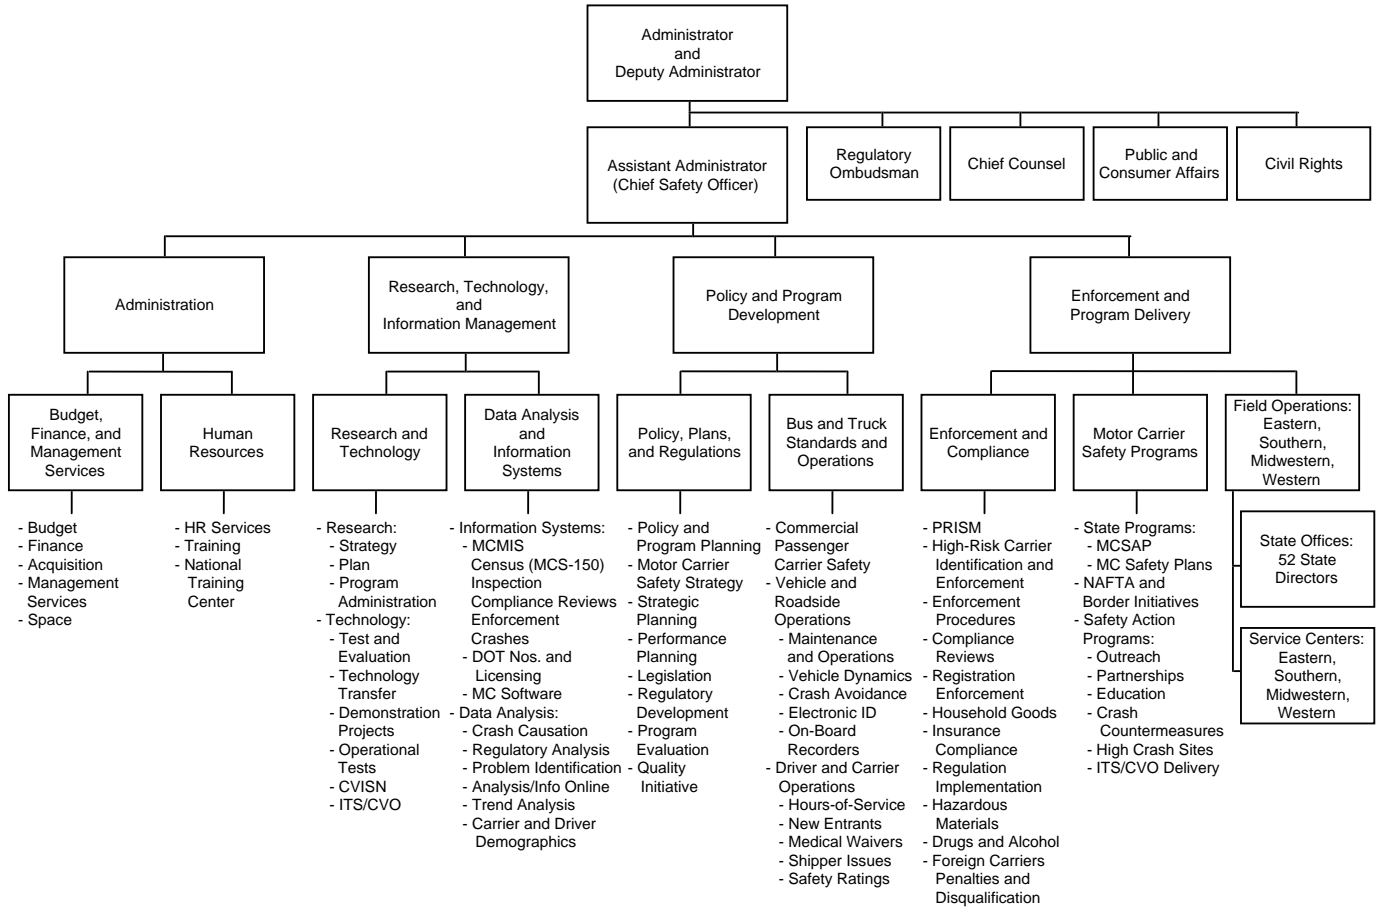 Administrator
and
Deputy Administrator
Assistant Administrator
(Chief Safety Officer)
Regulatory
Ombudsman
Chief Counsel
Public and
Consumer Affairs
Civil Rights
Administration
Research, Technology,
and
Information Management
Policy and Program
Development
Enforcement and
Program Delivery
Budget,
Finance, and
Management
Services
Human
Resources
Research and
Technology
Data Analysis
and
Information
Systems
Policy, Plans,
and Regulations
Bus and Truck
Standards and
Operations
Enforcement and
Compliance
Motor Carrier
Safety Programs
Field Operations:
Eastern,
Southern,
Midwestern,
Western
- Budget
- Finance
- Acquisition
- Management
Services
- Space
- HR Services
- Training
- National
Training
Center
- Research:
- Strategy
- Plan
- Program
Administration
- Technology:
- Test and
Evaluation
- Technology
Transfer
- Demonstration
Projects
- Operational
Tests
- CVISN
- ITS/CVO
- Information Systems:
- MCMIS
Census (MCS-150)
Inspection
Compliance Reviews
Enforcement
Crashes
- DOT Nos. and
Licensing
- MC Software
- Data Analysis:
- Crash Causation
- Regulatory Analysis
- Problem Identification
- Analysis/Info Online
- Trend Analysis
- Carrier and Driver
Demographics
- Policy and
Program Planning
- Motor Carrier
Safety Strategy
- Strategic
Planning
- Performance
Planning
- Legislation
- Regulatory
Development
- Program
Evaluation
- Quality
Initiative
- Commercial
Passenger
Carrier Safety
- Vehicle and
Roadside
Operations
- Maintenance
and Operations
- Vehicle Dynamics
- Crash Avoidance
- Electronic ID
- On-Board
Recorders
- Driver and Carrier
Operations
- Hours-of-Service
- New Entrants
- Medical Waivers
- Shipper Issues
- Safety Ratings
- PRISM
- High-Risk Carrier
Identification and
Enforcement
- Enforcement
Procedures
- Compliance
Reviews
- Registration
Enforcement
- Household Goods
- Insurance
Compliance
- Regulation
Implementation
- Hazardous
Materials
- Drugs and Alcohol
- Foreign Carriers
Penalties and
Disqualification
- State Programs:
- MCSAP
- MC Safety Plans
- NAFTA and
Border Initiatives
- Safety Action
Programs:
- Outreach
- Partnerships
- Education
- Crash
Countermeasures
- High Crash Sites
- ITS/CVO Delivery
State Offices:
52 State
Directors
Service Centers:
Eastern,
Southern,
Midwestern,
Western